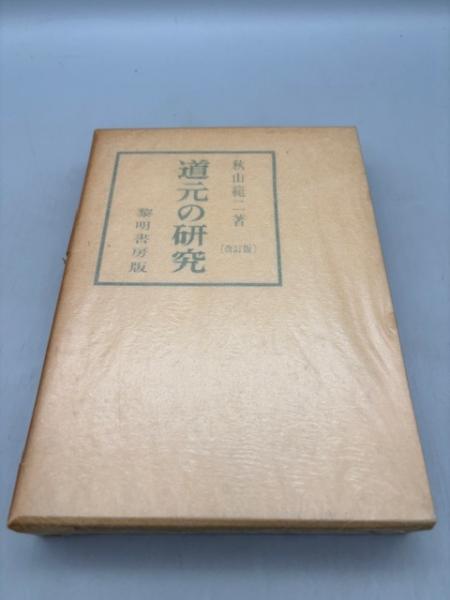 秋山範二著
〔改訂版〕
道元の研究
黎明書房版